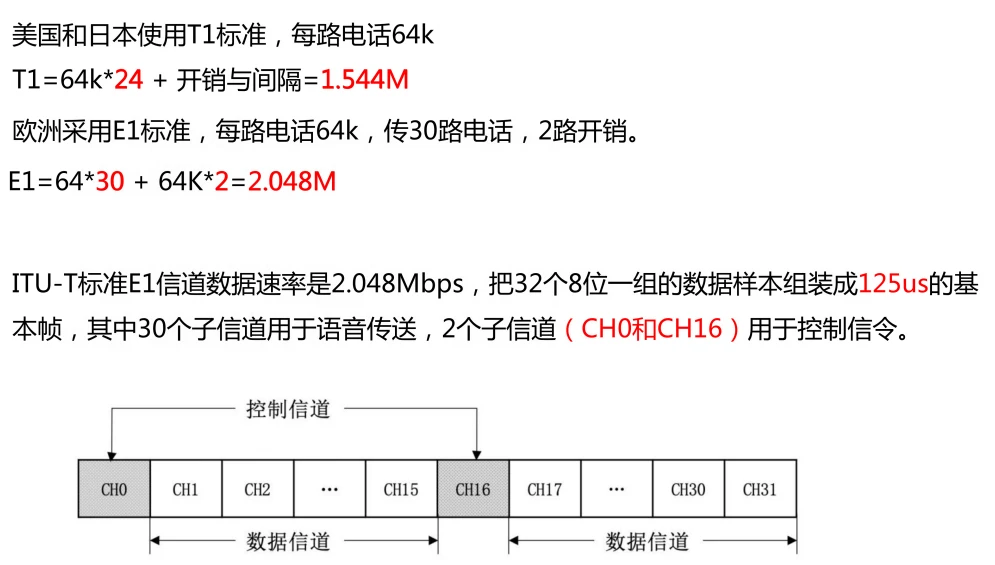 美国和日本使用T1标准，每路电话64k
T1=64k*24 + 开销与间隔=1.544M
欧洲采用E1标准，每路电话64k，传30路电话，2路开销。
E1=64*30 + 64K*2=2.048M
ITU-T标准E1信道数据速率是2.048Mbps，把32个8位一组的数据样本组装成125us的基
本帧，其中30个子信道用于语音传送，2个子信道（CH0和CH16）用于控制信令。
控制信道
CH0 CH1 CH2 … CH15 CH16 CH17 … CH30 CH31
数据信道 数据信道